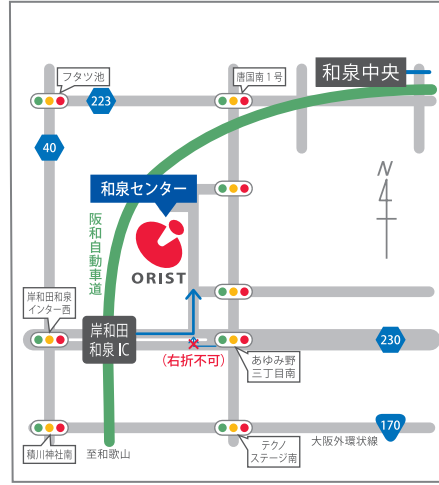 フタツ池
唐国南1号
和泉中央
223
40
和泉センター
N
阪和自動車道
ORIST
岸和田和泉
インター西
岸和田
和泉IC
(右折不可)
あゆみ野
三丁目南
230
170
積川神社南
至和歌山
テクノ
ステージ南
大阪外環状線